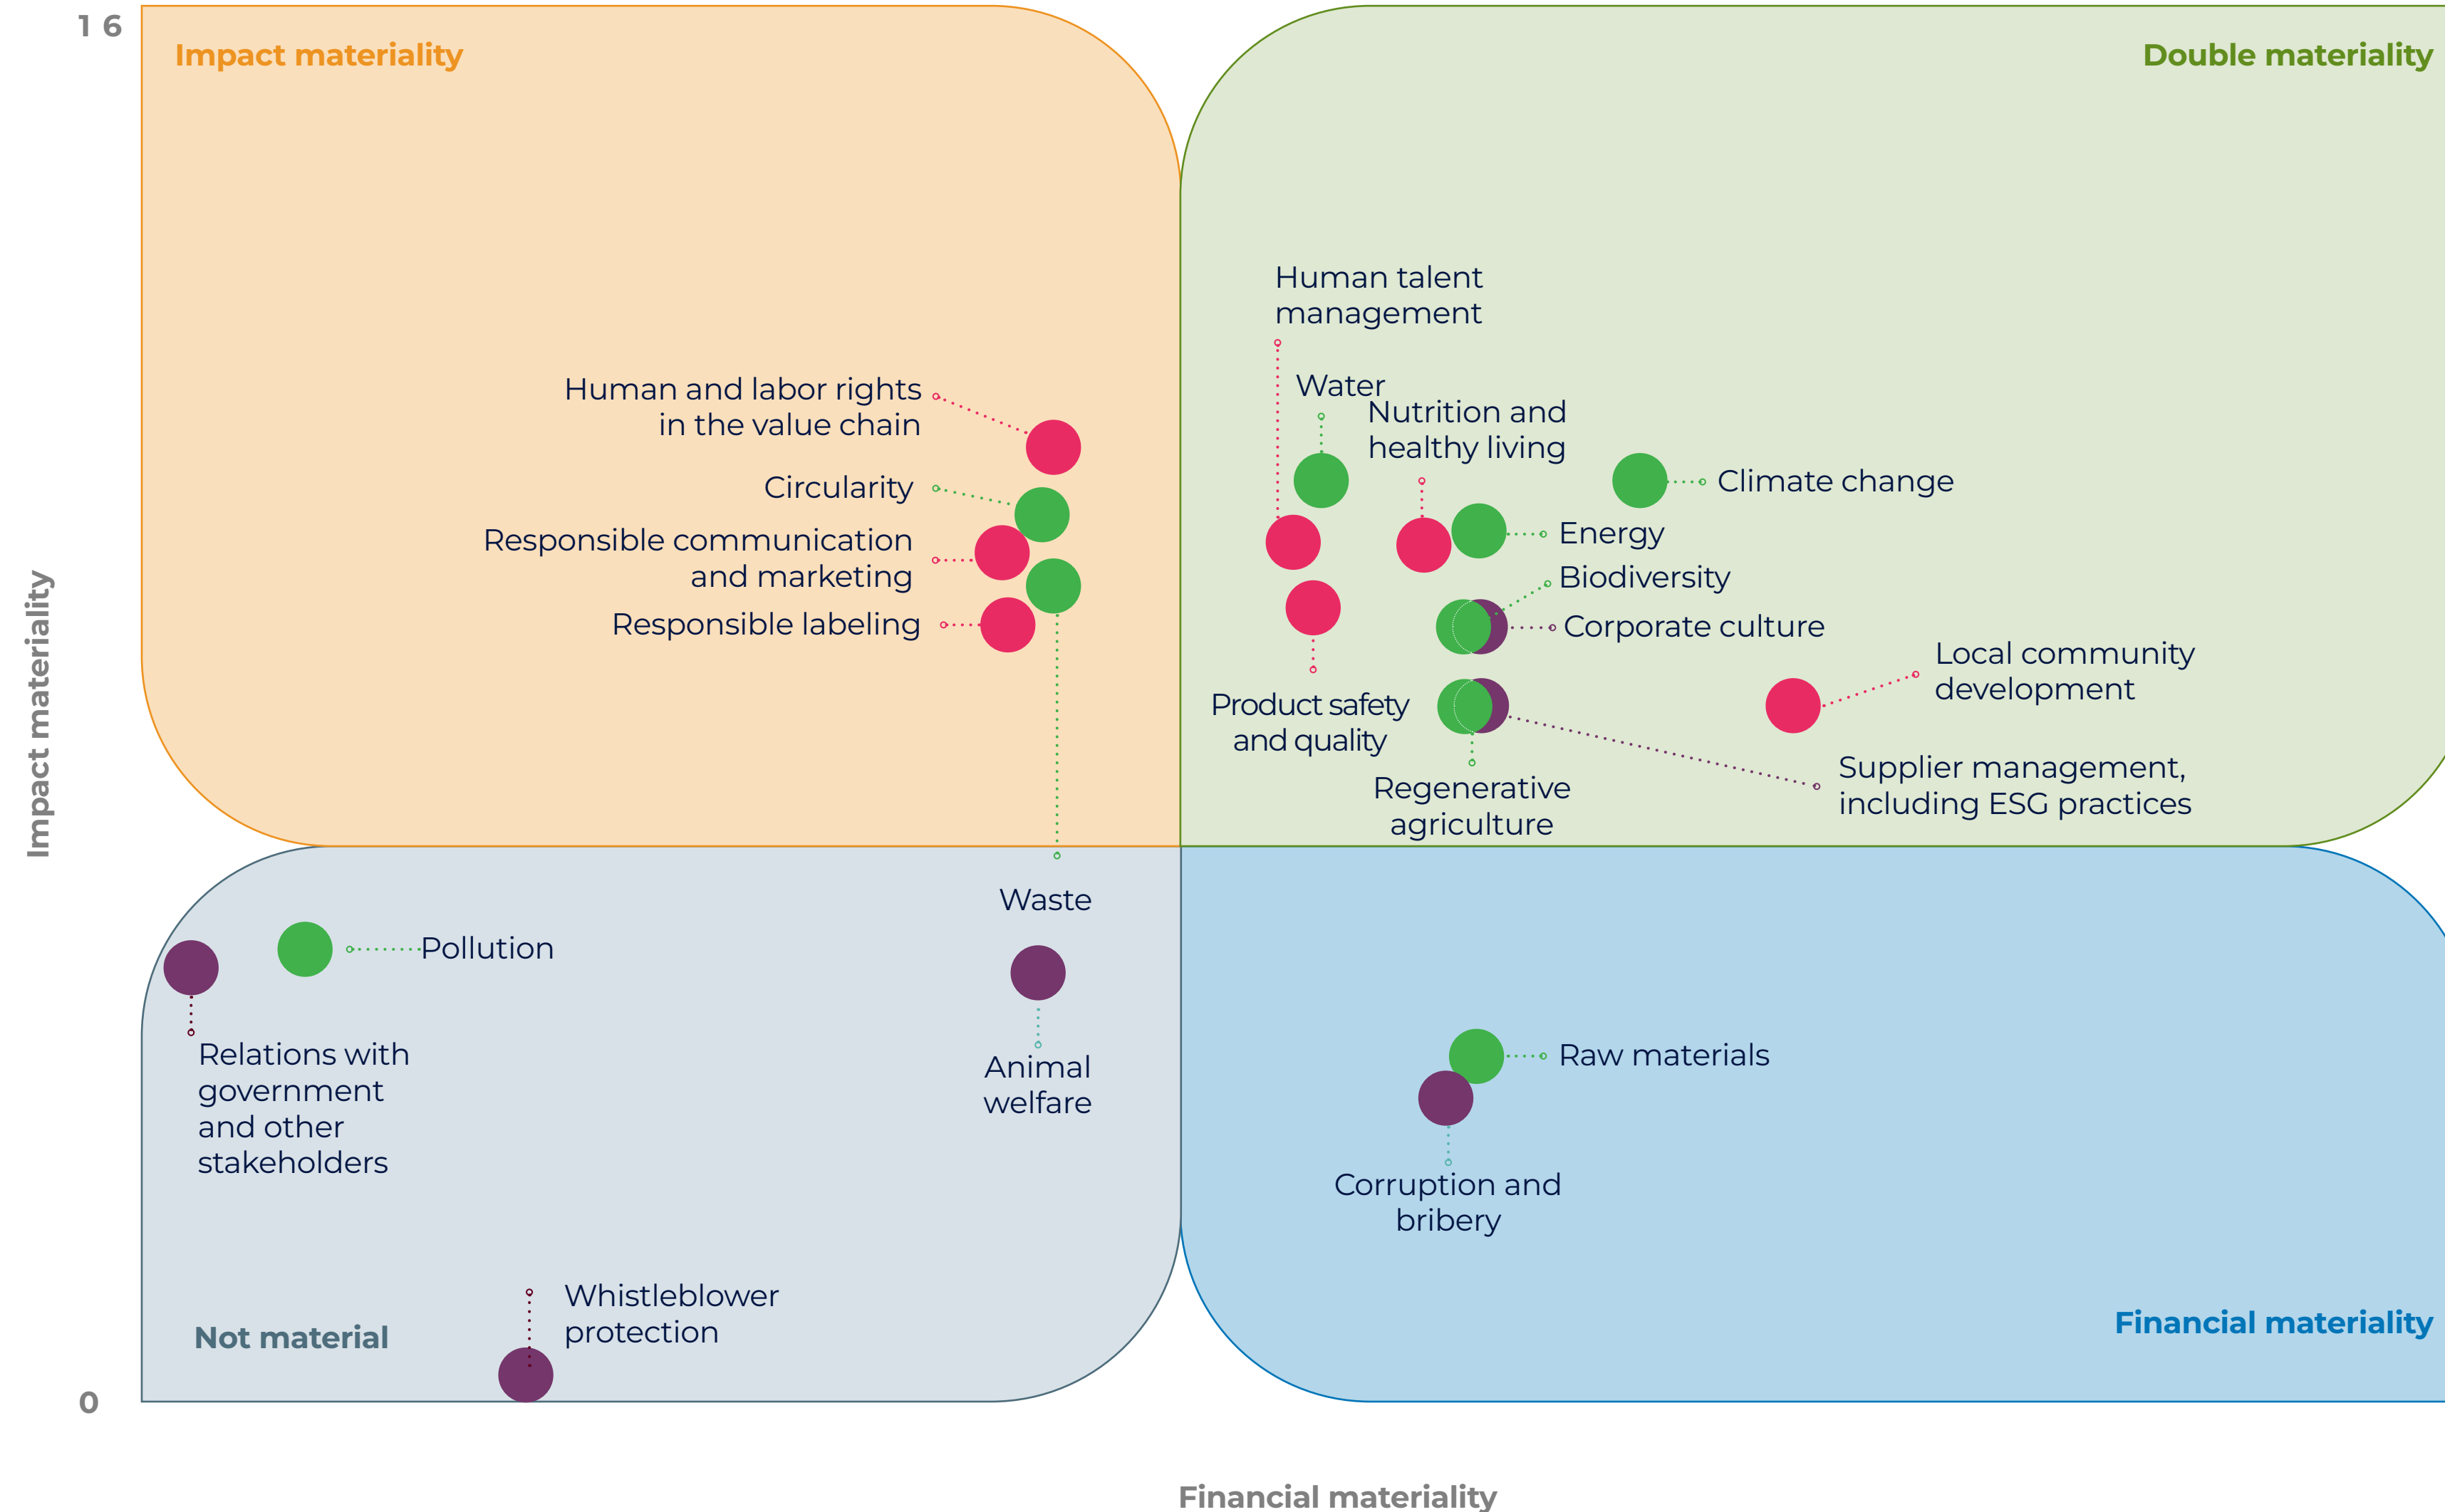 16
Impact materiality
Double materiality
Human talent
management
Water
Nutrition and
healthy living
Human and labor rights
in the value chain
Circularity
Climate change
Responsible communication
and marketing
Energy
Biodiversity
Responsible labeling
Corporate culture
Local community
development
Product safety
and quality
Supplier management,
including ESG practices
Regenerative
agriculture
Impact materiality
Waste
Pollution
Relations with
government
and other
stakeholders
Animal
welfare
Raw materials
Corruption and
bribery
Whistleblower
protection
Not material
Financial materiality
0
Financial materiality